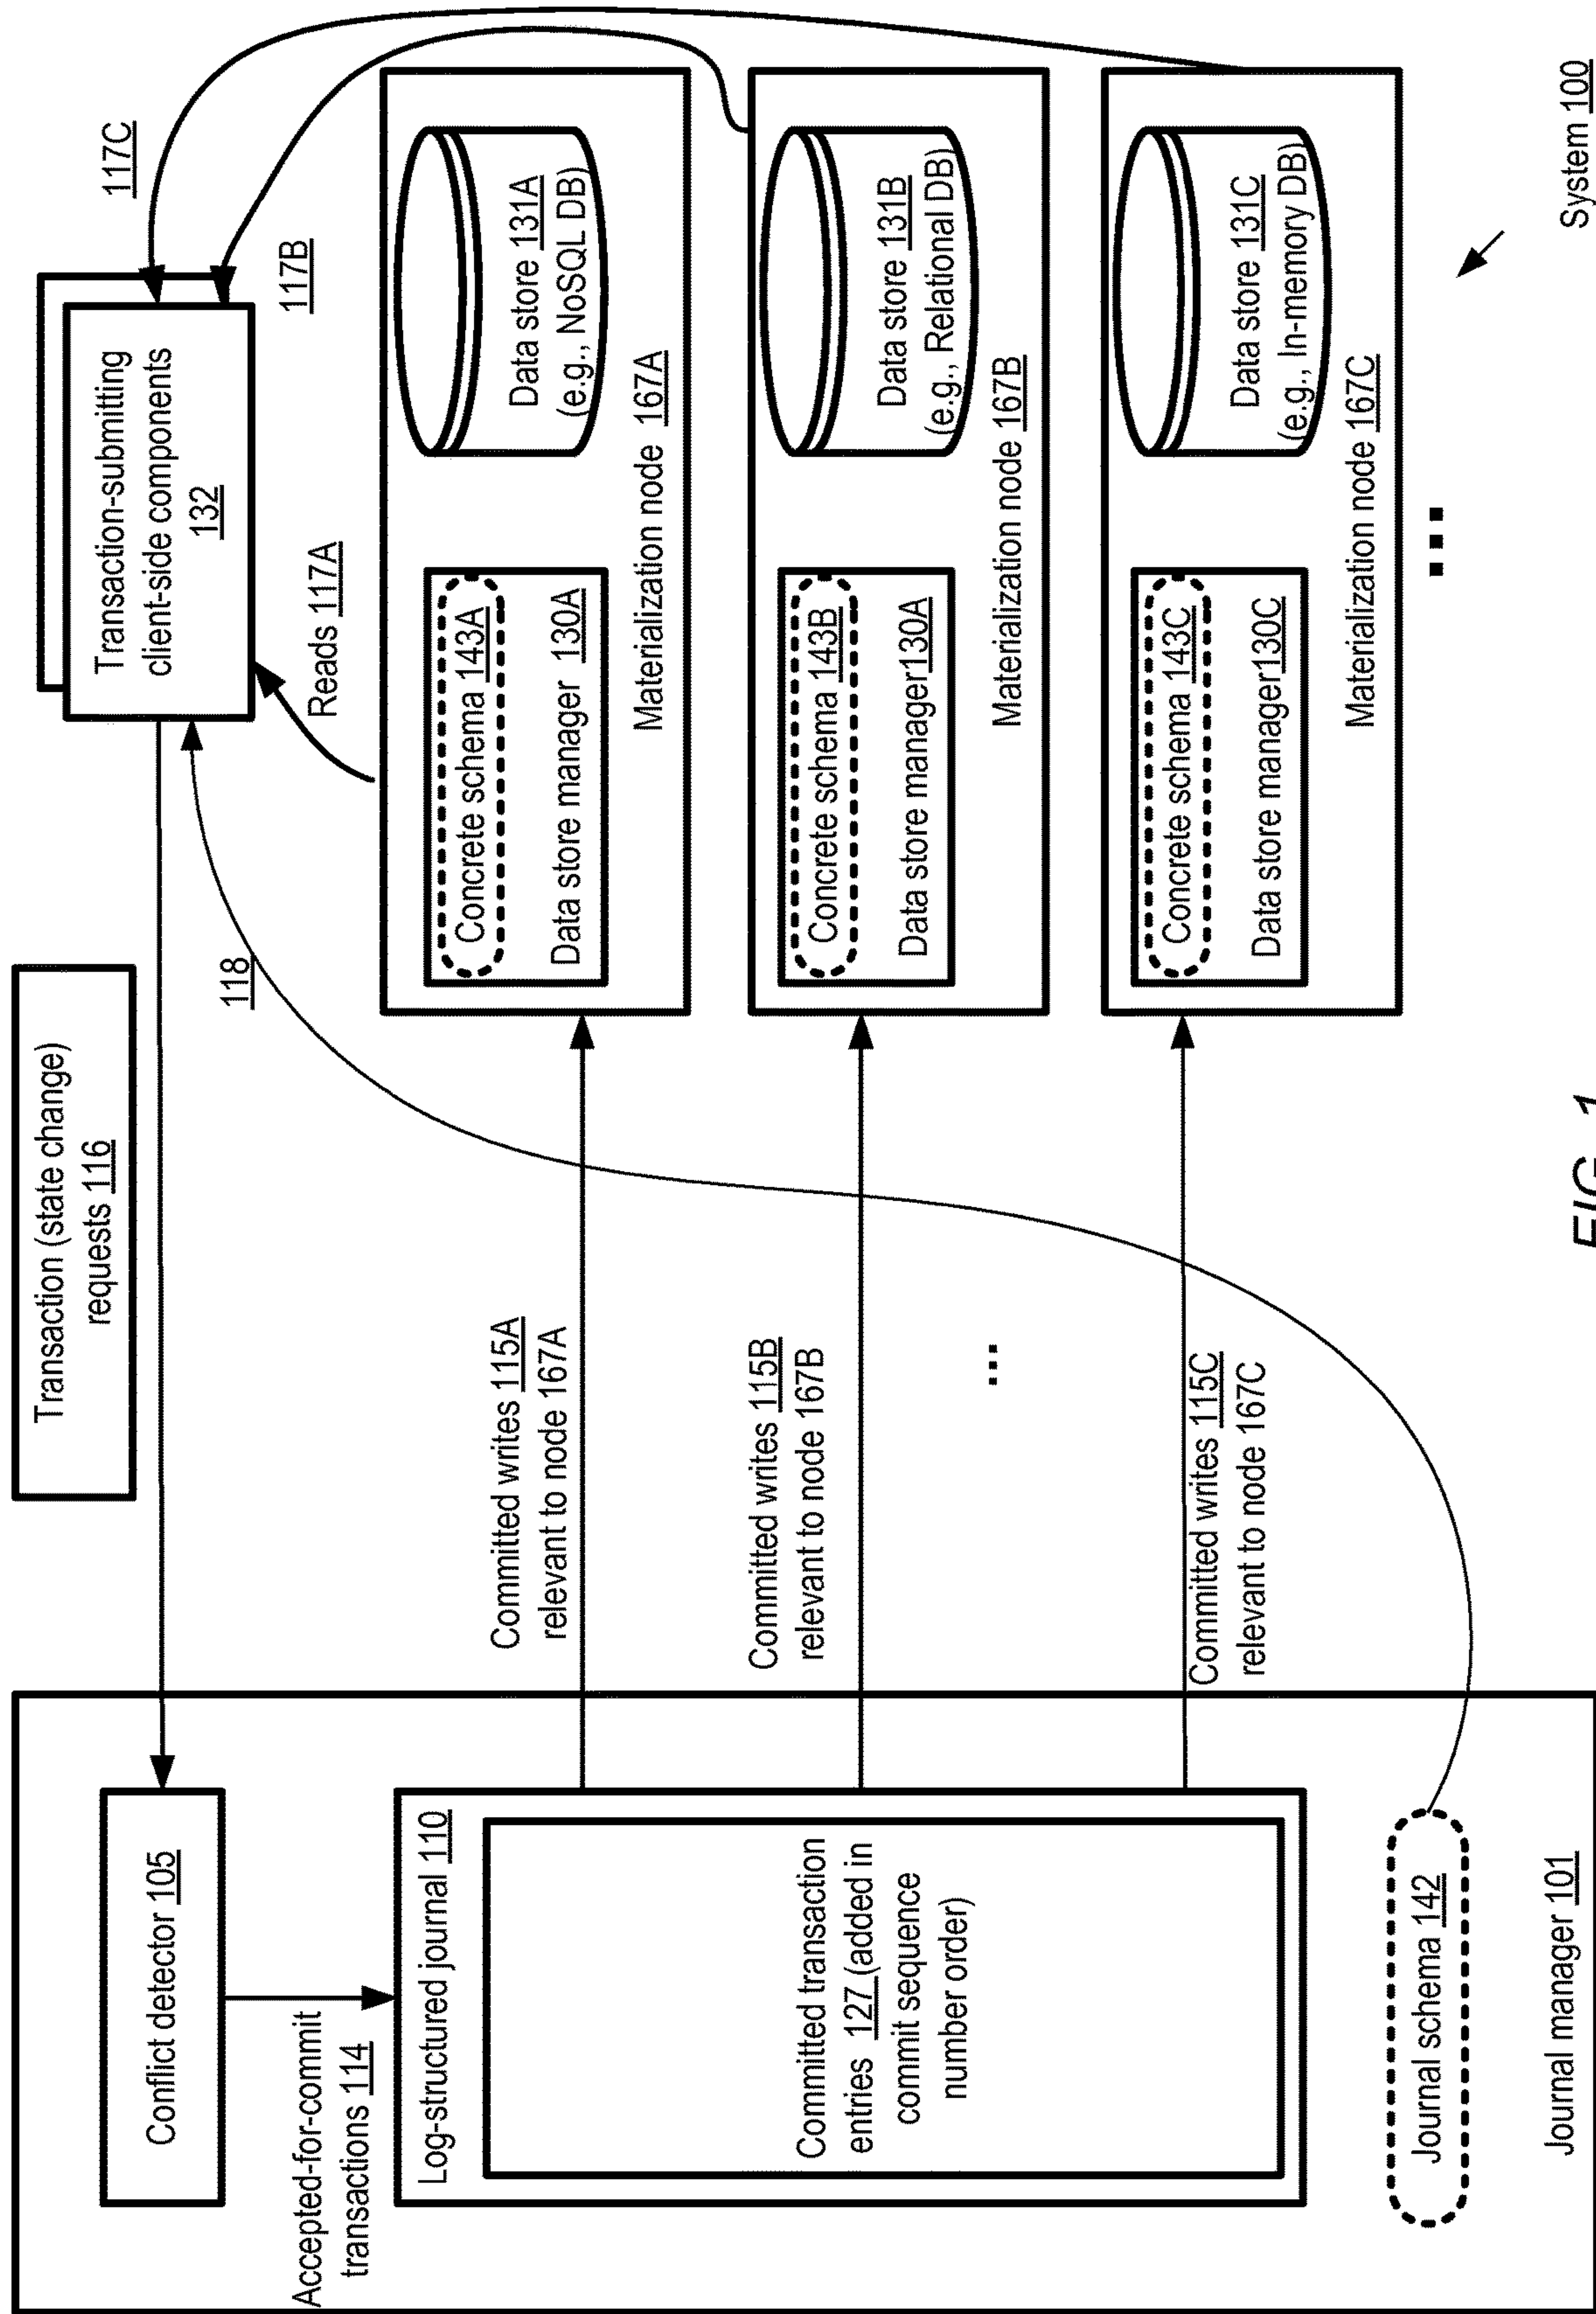 Transaction (state change)
requests 116
Transaction-submitting
client-side components
132
117C
117B
Reads 117A
118
Conflict detector 105
Accepted-for-commit
transactions 114
Log-structured journal 110
Committed transaction
entries 127 (added in
commit sequence
number order)
Journal schema 142
Journal manager 101
Committed writes 115A
relevant to node 167A
Committed writes 115B
relevant to node 167B
...
Committed writes 115C
relevant to node 167C
Concrete schema 143A
Data store manager 130A
Data store 131A
(e.g., NoSQL DB)
Materialization node 167A
Concrete schema 143B
Data store manager130A
Data store 131B
(e.g., Relational DB)
Materialization node 167B
Concrete schema 143C
Data store manager130C
Data store 131C
(e.g., In-memory DB)
Materialization node 167C
...
System 100
FIG. 1